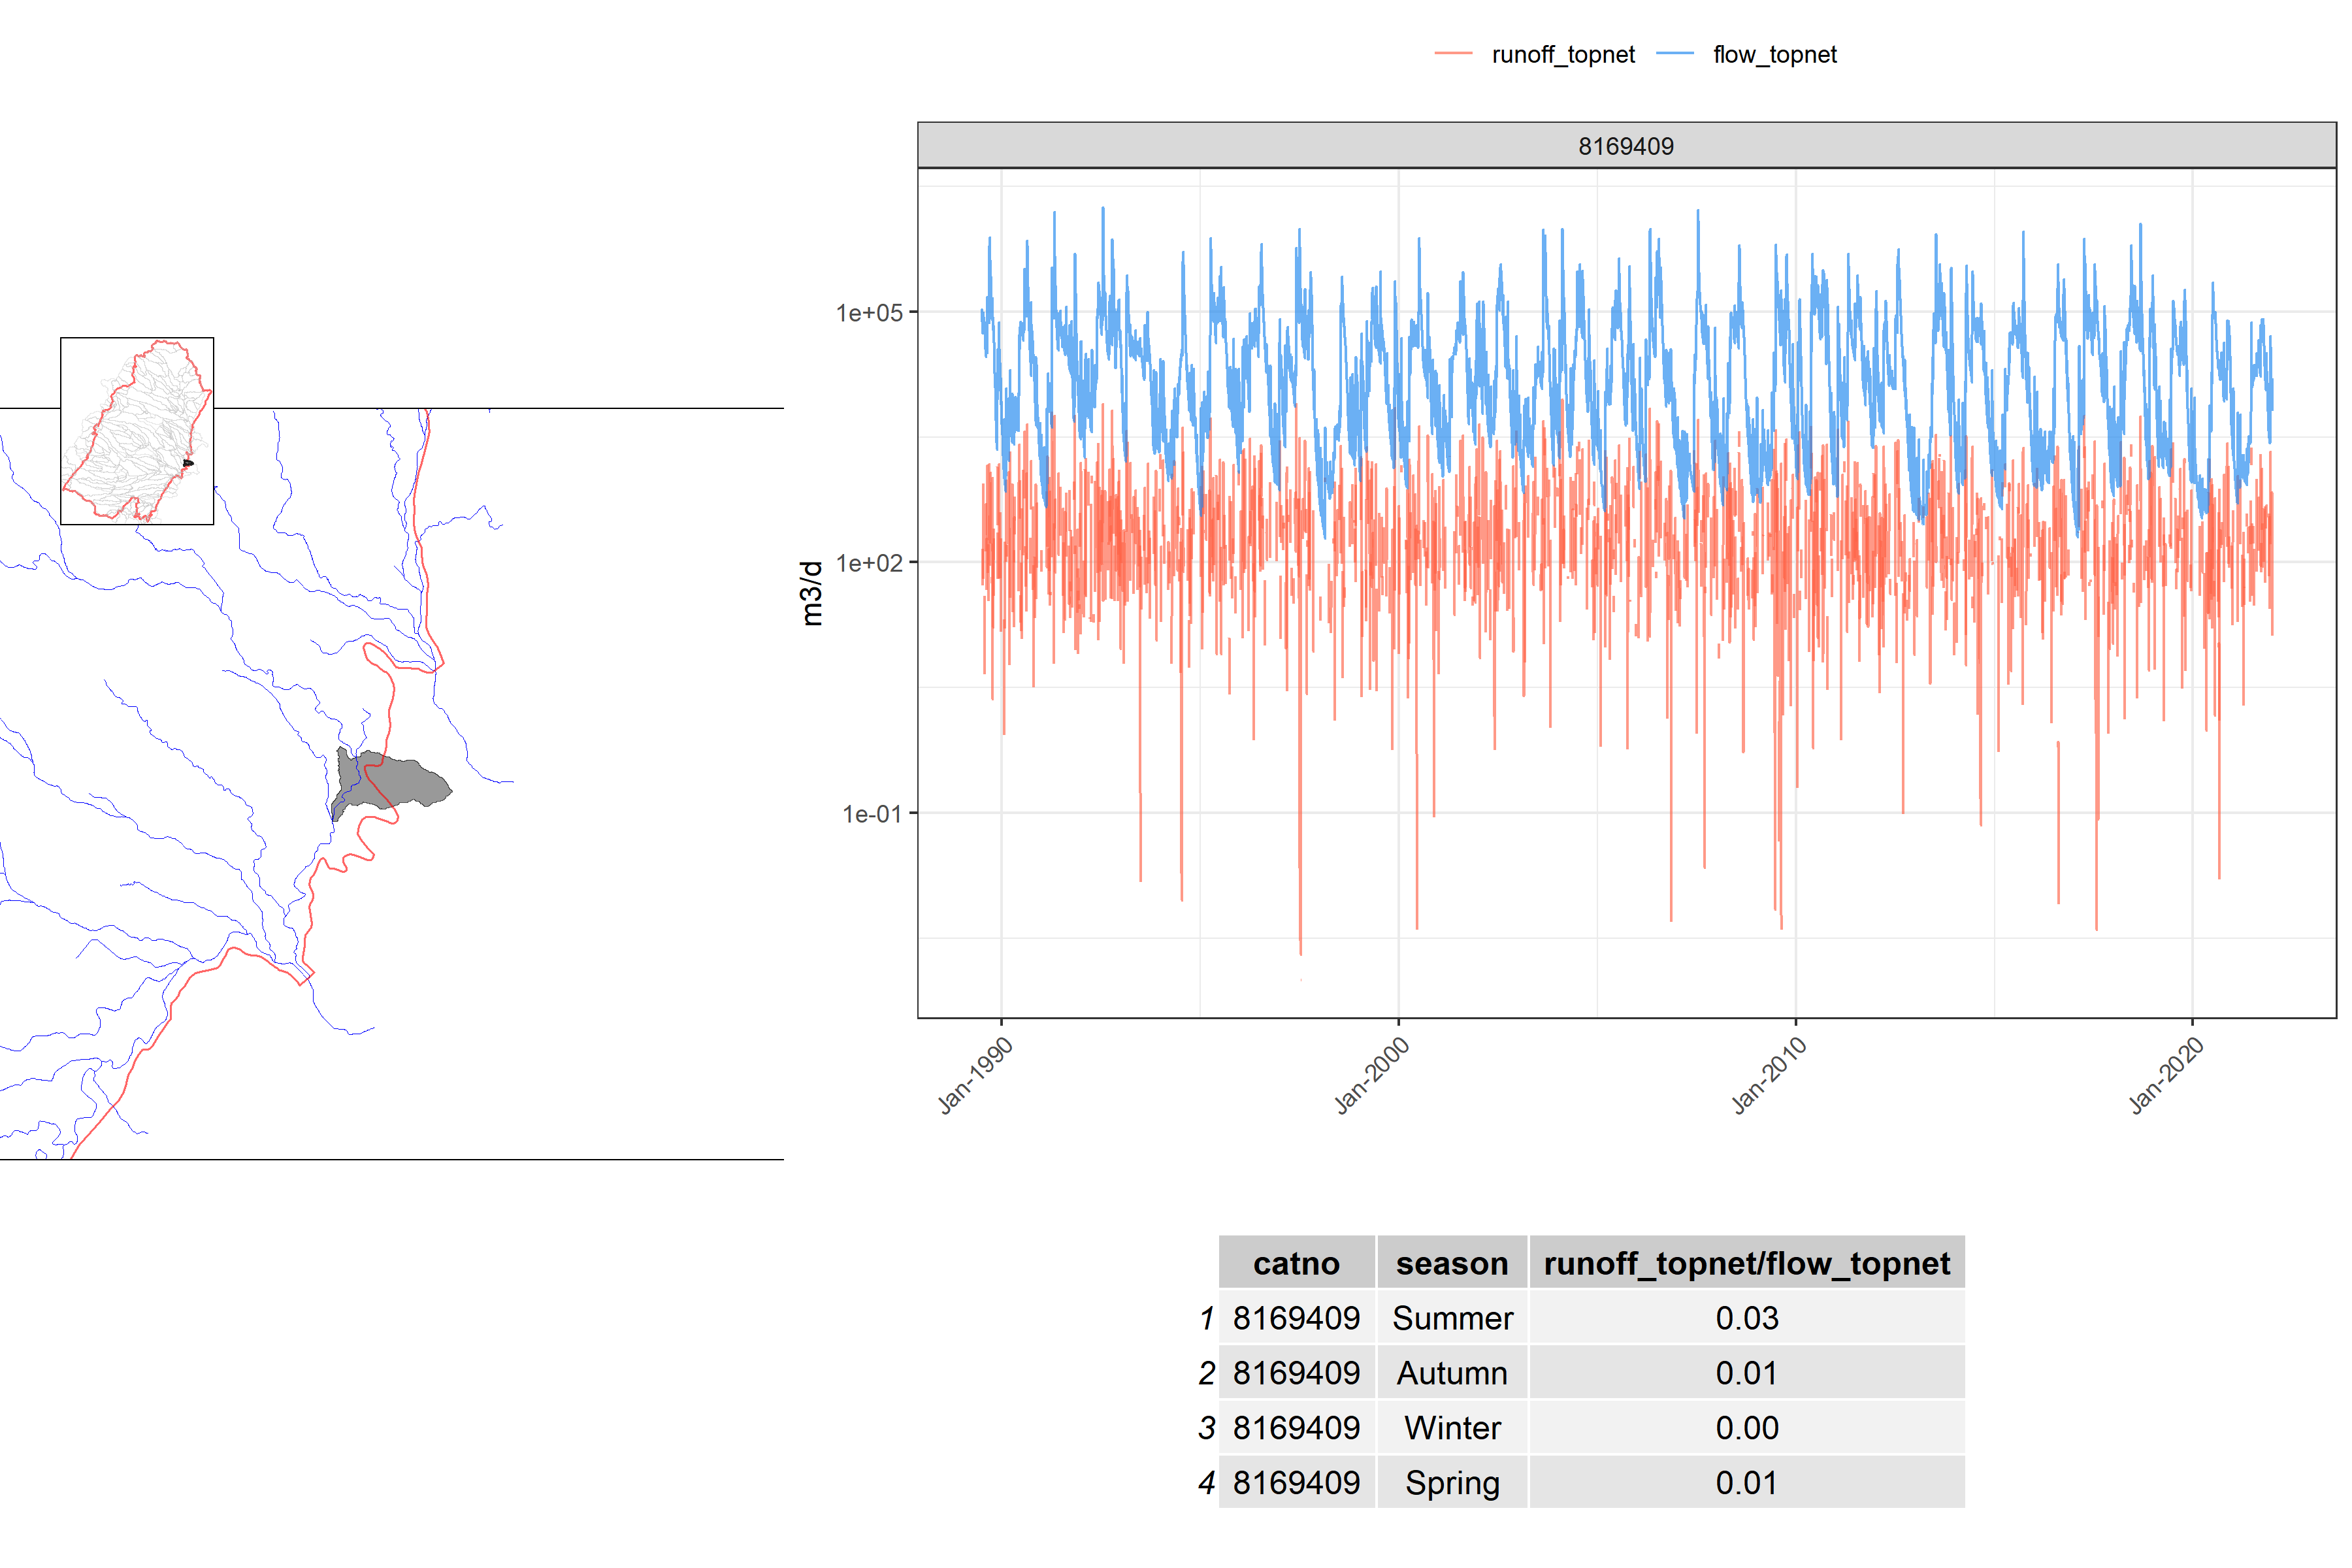 runoff_topnet flow_topnet
8169409
1e+05
1e+02
1e-01
m3/d
Jan-1990 Jan-2000 Jan-2010 Jan-2020
catno season runoff_topnet/flow_topnet
1 8169409 Summer 0.03
2 8169409 Autumn 0.01
3 8169409 Winter 0.00
4 8169409 Spring 0.01